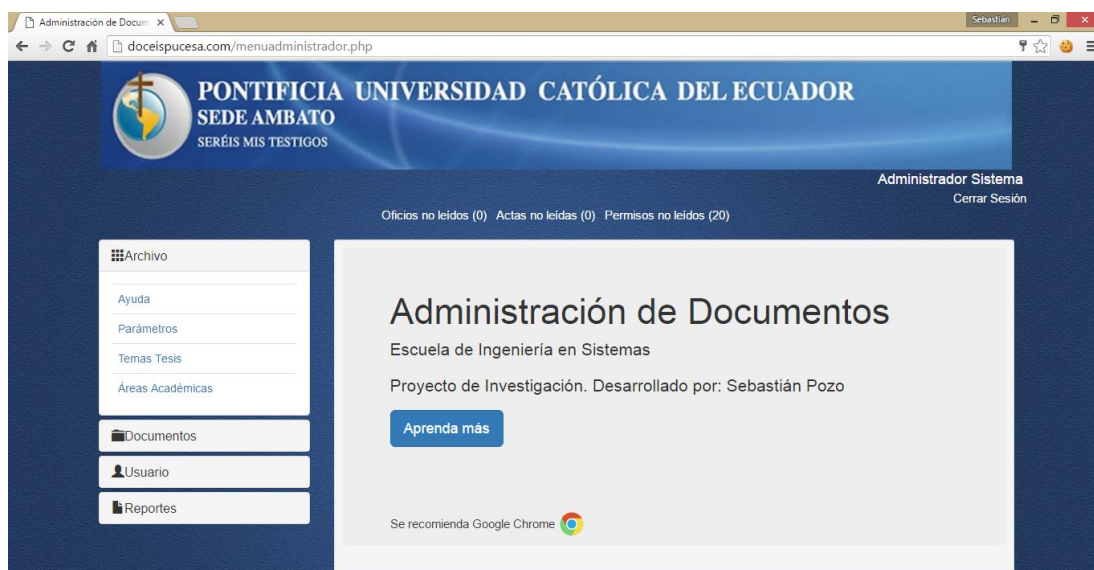 Administración de Docum
Sebastián
doceispucesa.com/menuadministrador.php
PONTIFICIA UNIVERSIDAD CATÓLICA DEL ECUADOR
SEDE AMBATO
SERÉIS MIS TESTIGOS
Administrador Sistema
Cerrar Sesión
Oficios no leídos (0) Actas no leidas (0) Permisos no leídos (20)
Archivo
Ayuda
Parámetros
Temas Tesis
Áreas Académicas
Documentos
Usuario
Reportes
Administración de Documentos
Escuela de Ingeniería en Sistemas
Proyecto de Investigación. Desarrollado por: Sebastián Pozo
Aprenda más
Se recomienda Google Chrome